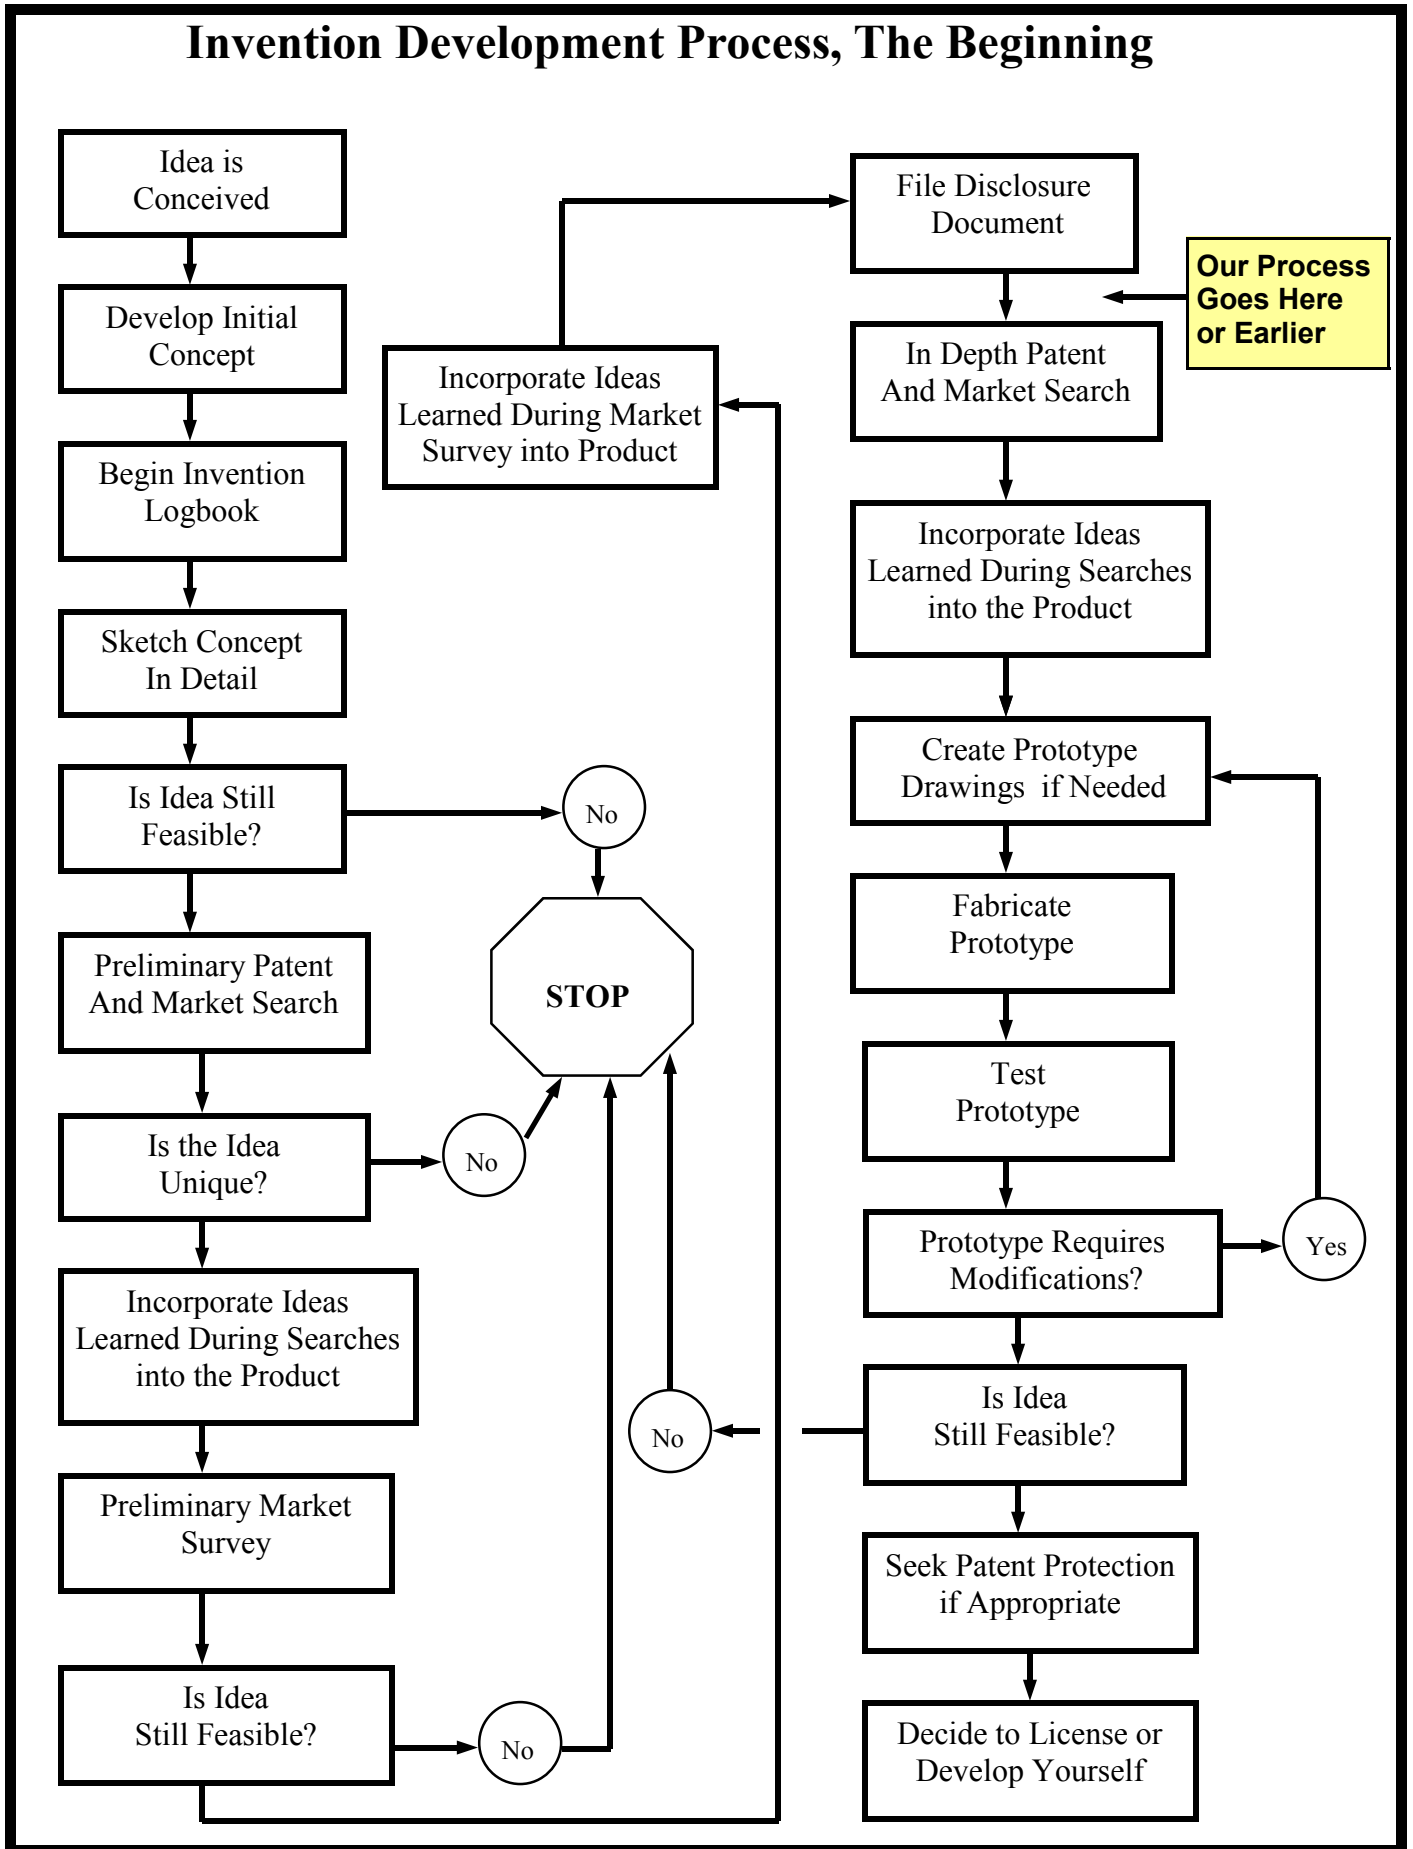 Invention Development Process, The Beginning
Idea is
Conceived
Develop Initial
Concept
Begin Invention
Logbook
Sketch Concept
In Detail
Is Idea Still
Feasible?
No
Preliminary Patent
And Market Search
STOP
Is the Idea
Unique?
No
Incorporate Ideas
Learned During Searches
into the Product
Preliminary Market
Survey
Is Idea
Still Feasible?
No
Incorporate Ideas
Learned During Market
Survey into Product
File Disclosure
Document
Our Process
Goes Here
or Earlier
In Depth Patent
And Market Search
Incorporate Ideas
Learned During Searches
into the Product
Create Prototype
Drawings if Needed
Fabricate
Prototype
Test
Prototype
Prototype Requires
Modifications?
Yes
Is Idea
Still Feasible?
No
Seek Patent Protection
if Appropriate
Decide to License or
Develop Yourself